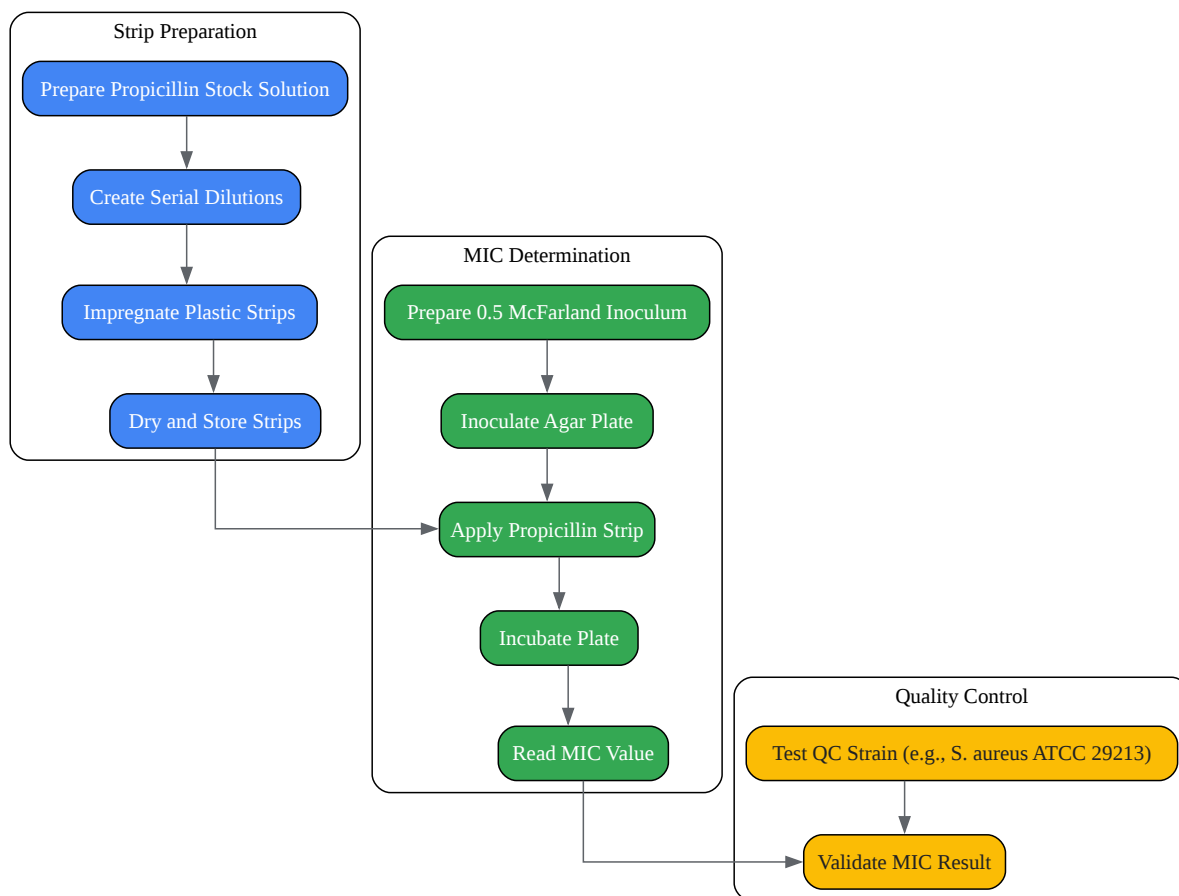 Strip Preparation
Prepare Propicillin Stock Solution
Create Serial Dilutions
Impregnate Plastic Strips
Dry and Store Strips
MIC Determination
Prepare 0.5 McFarland Inoculum
Inoculate Agar Plate
Apply Propicillin Strip
Incubate Plate
Read MIC Value
Quality Control
Test QC Strain (e.g., S. aureus ATCC 29213)
Validate MIC Result